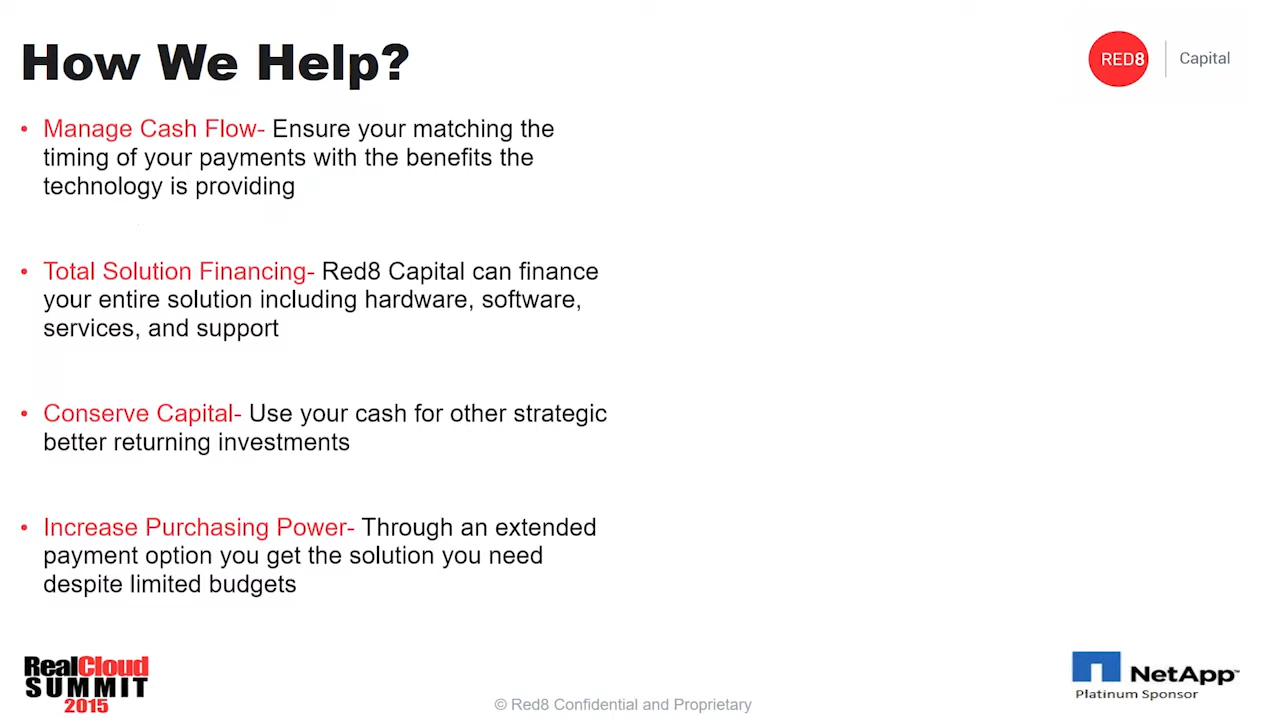 How We Help?
RED8 | Capital
• Manage Cash Flow- Ensure your matching the
timing of your payments with the benefits the
technology is providing
• Total Solution Financing- Red8 Capital can finance
your entire solution including hardware, software,
services, and support
• Conserve Capital- Use your cash for other strategic
better returning investments
• Increase Purchasing Power- Through an extended
payment option you get the solution you need
despite limited budgets
RealCloud
SUMMIT
2015
© Red8 Confidential and Proprietary
NetApp™
Platinum Sponsor